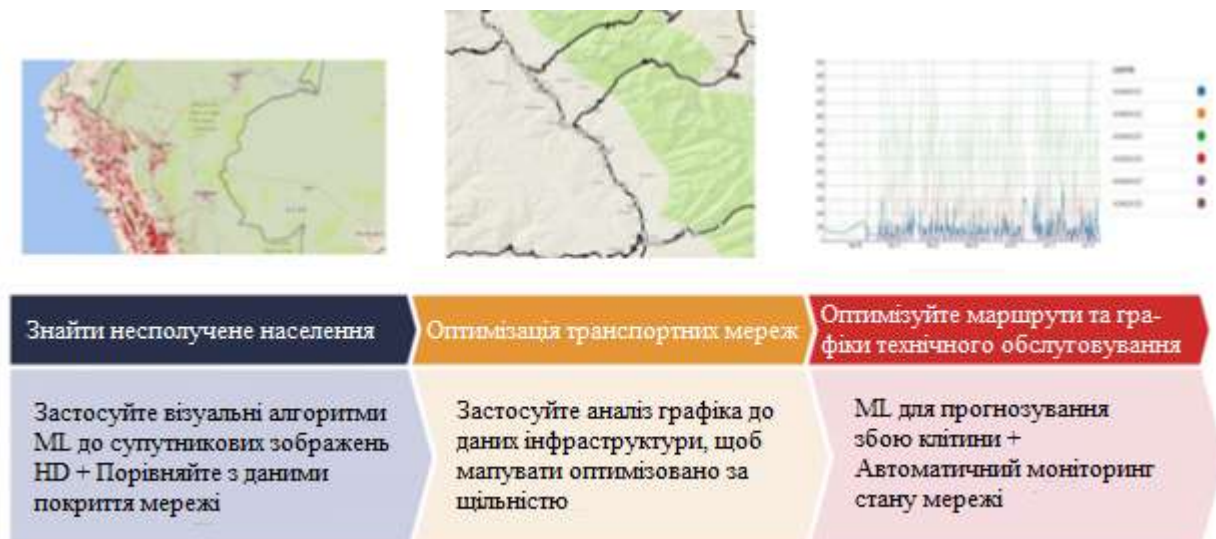 Знайти несполучене населення
Оптимізація транспортних мереж
Оптимізуйте маршрути та гра-
фіки технічного обслуговування
Застосуйте візуальні алгоритми
ML до супутникових зображень
HD + Порівняйте з даними
покриття мережі
Застосуйте аналіз графіка до
даних інфраструктури, щоб
мапувати оптимізовано за
щільністю
ML для прогнозування
збою клітини +
Автоматичний моніторинг
стану мережі